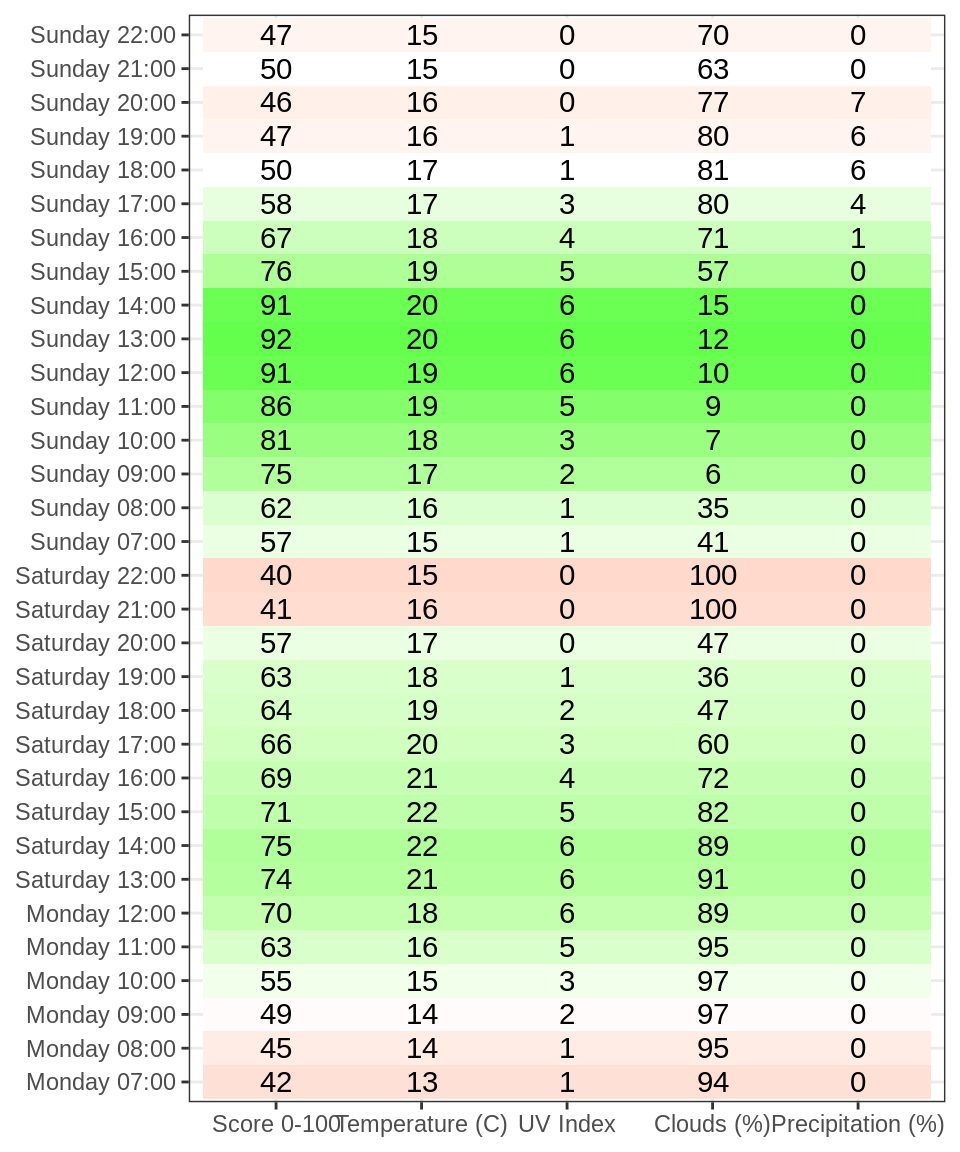 Sunday 22:00 47 15 0 70 0
Sunday 21:00 50 15 0 63 0
Sunday 20:00 46 16 0 77 7
Sunday 19:00 47 16 1 80 6
Sunday 18:00 50 17 1 81 6
Sunday 17:00 58 17 3 80 4
Sunday 16:00 67 18 4 71 1
Sunday 15:00 76 19 5 57 0
Sunday 14:00 91 20 6 15 0
Sunday 13:00 92 20 6 12 0
Sunday 12:00 91 19 6 10 0
Sunday 11:00 86 19 5 9 0
Sunday 10:00 81 18 3 7 0
Sunday 09:00 75 17 2 6 0
Sunday 08:00 62 16 1 35 0
Sunday 07:00 57 15 1 41 0
Saturday 22:00 40 15 0 100 0
Saturday 21:00 41 16 0 100 0
Saturday 20:00 57 17 0 47 0
Saturday 19:00 63 18 1 36 0
Saturday 18:00 64 19 2 47 0
Saturday 17:00 66 20 3 60 0
Saturday 16:00 69 21 4 72 0
Saturday 15:00 71 22 5 82 0
Saturday 14:00 75 22 6 89 0
Saturday 13:00 74 21 6 91 0
Monday 12:00 70 18 6 89 0
Monday 11:00 63 16 5 95 0
Monday 10:00 55 15 3 97 0
Monday 09:00 49 14 2 97 0
Monday 08:00 45 14 1 95 0
Monday 07:00 42 13 1 94 0
Score 0-100 Temperature (C) UV Index Clouds (%) Precipitation (%)